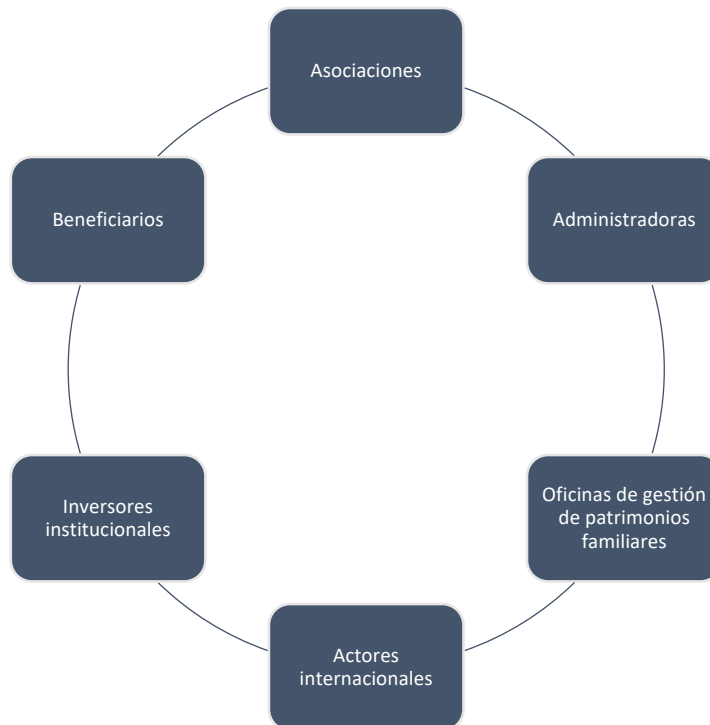 Asociaciones
Administradoras
Oficinas de gestión
de patrimonios
familiares
Actores
internacionales
Inversores
institucionales
Beneficiarios